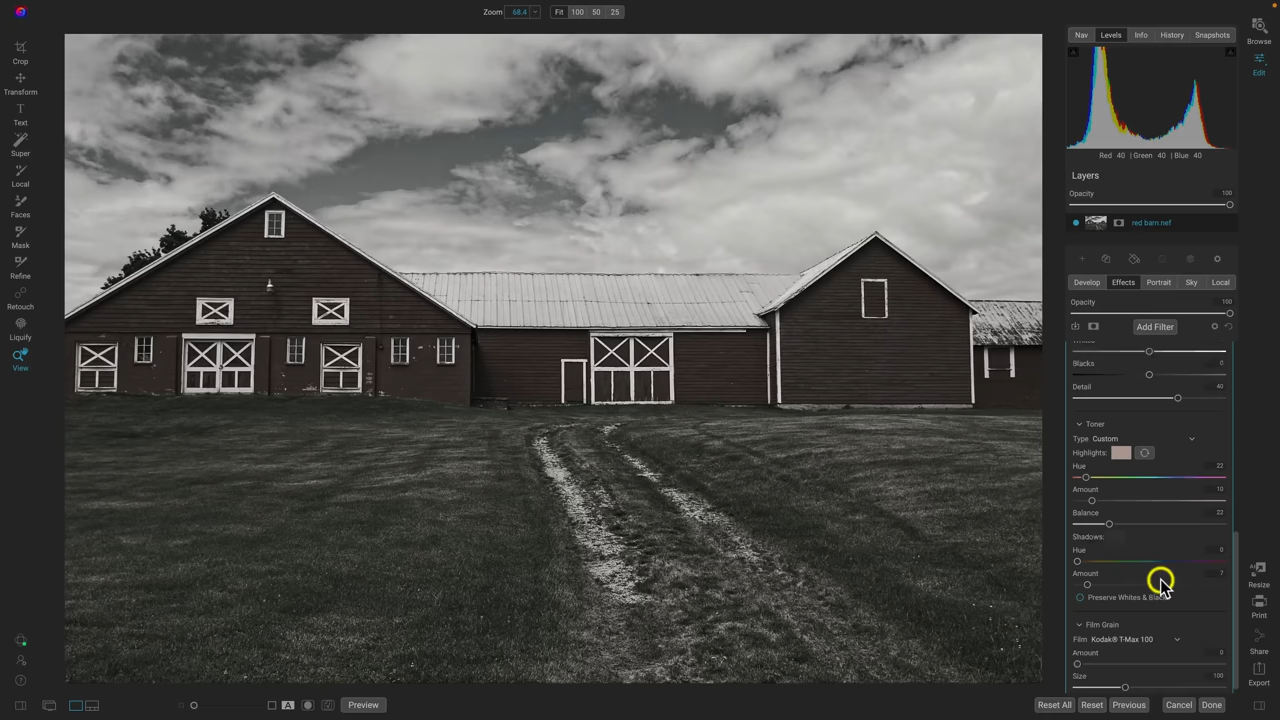 Zoom 68.4 Fit 100 50 25
Crop
Transform
Text
Super
Local
Faces
Mask
Refine
Retouch
Liquify
View
Nav Levels Info History Snapshots
Red 40 | Green 40 | Blue 40
Layers
Opacity 100
red barn.nef
Develop Effects Portrait Sky Local
Opacity 100
Add Filter
Blacks 0
Detail 40
Toner
Type Custom
Highlights:
Hue 22
Amount 10
Balance 22
Shadows:
Hue 0
Amount 7
Preserve Whites &
Film Grain
Film Kodak® T-Max 100
Amount 0
Size 100
Browse
Edit
Resize
Print
Share
Export
A Preview
Reset All Reset Previous Cancel Done